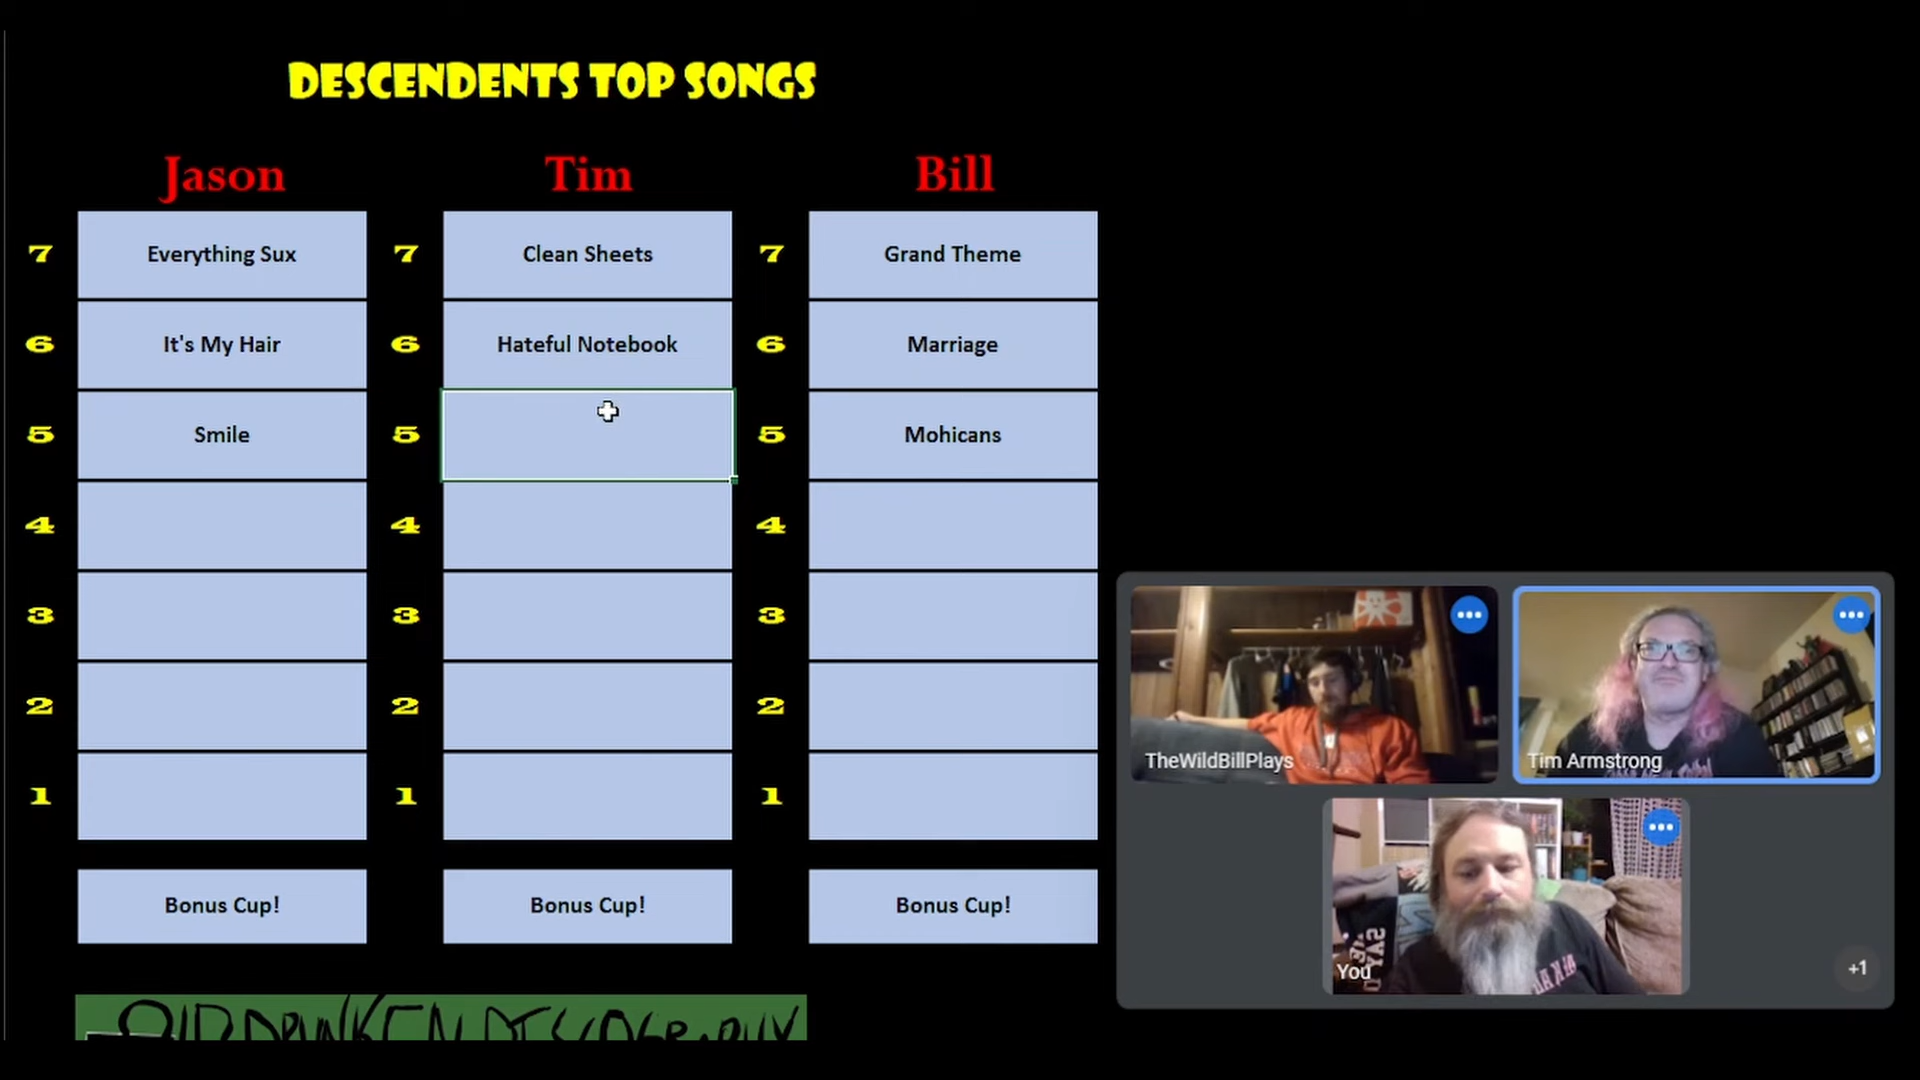 DESCENDENTS TOP SONGS
Jason Tim Bill
7 Everything Sux 7 Clean Sheets 7 Grand Theme
6 It's My Hair 6 Hateful Notebook 6 Marriage
5 Smile 5 5 Mohicans
4 4 4
3 3 3
2 2 2
1 1 1
Bonus Cup! Bonus Cup! Bonus Cup!
TheWildBillPlays Tim Armstrong
You
+1